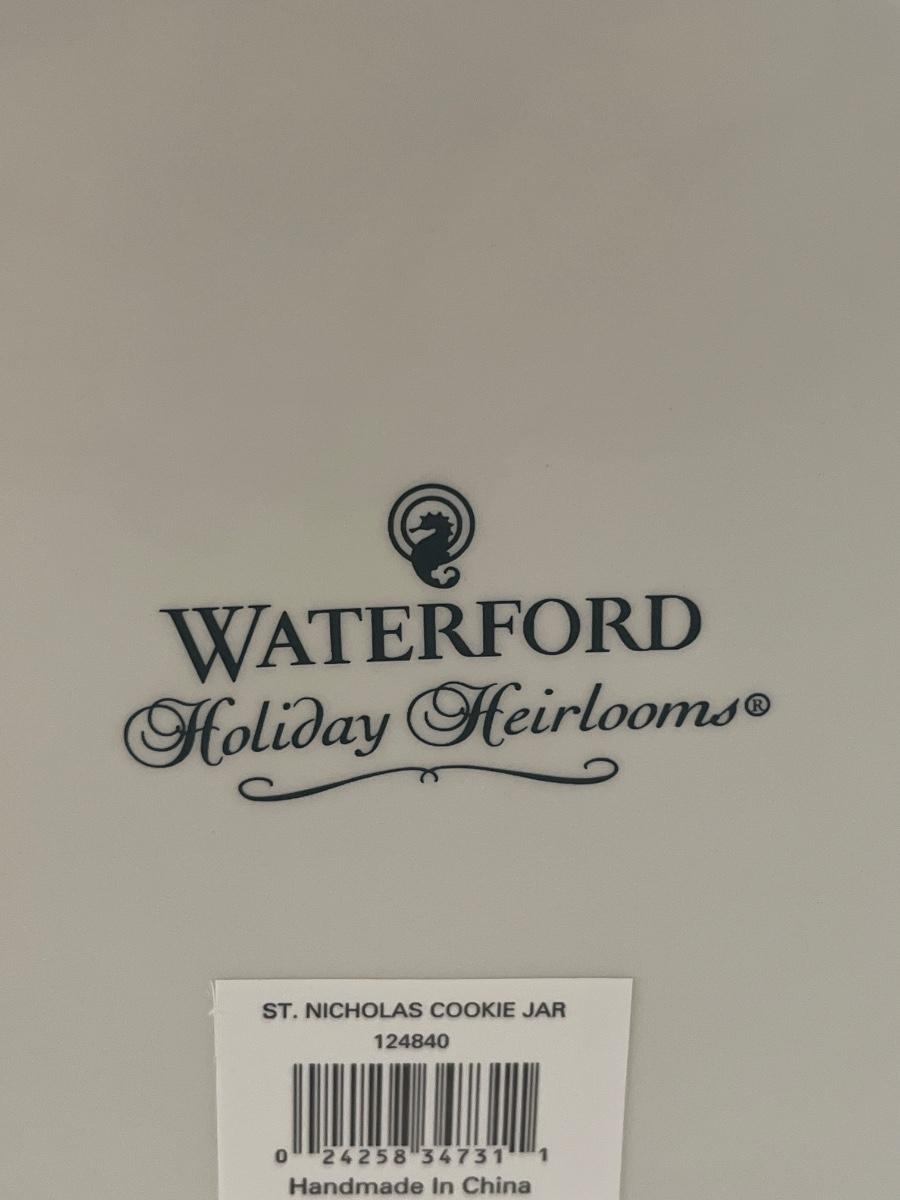 WATERFORD
Holiday Heirlooms®
ST. NICHOLAS COOKIE JAR
124840
0 24258 34731 1
Handmade In China